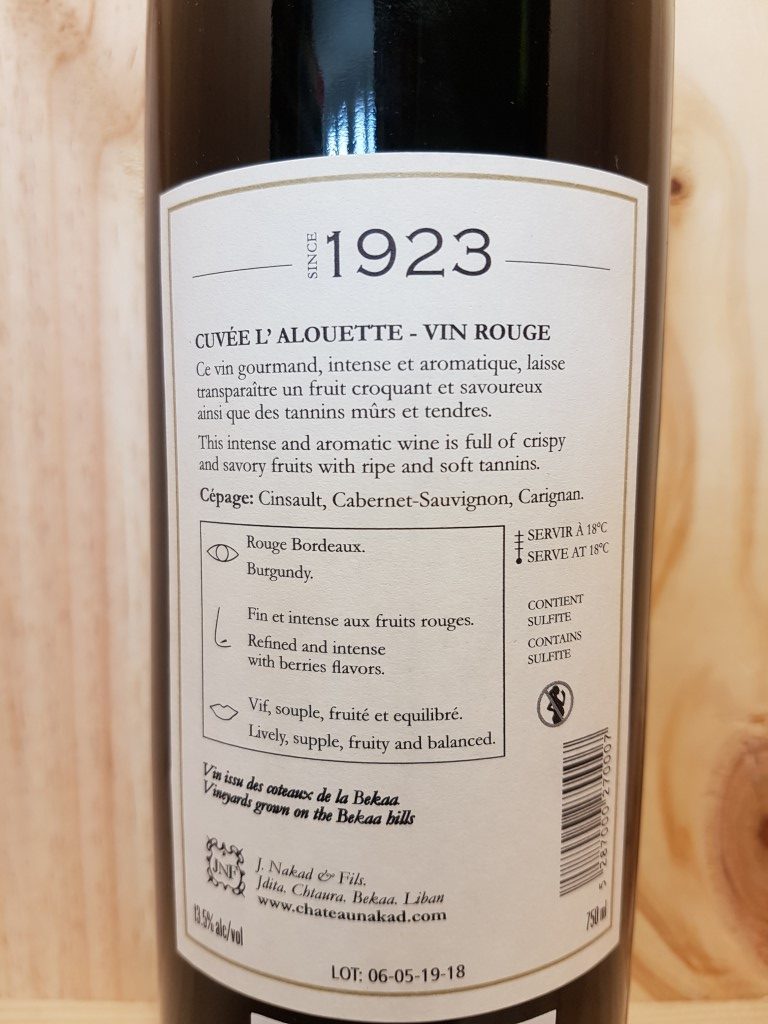 SINCE 1923
CUVÉE L' ALOUETTE - VIN ROUGE
Ce vin gourmand, intense et aromatique, laisse
transparaître un fruit croquant et savoureux
ainsi que des tannins mûrs et tendres.
This intense and aromatic wine is full of crispy
and savory fruits with ripe and soft tannins.
Cépage: Cinsault, Cabernet-Sauvignon, Carignan.
Rouge Bordeaux.
Burgundy.
Fin et intense aux fruits rouges.
Refined and intense
with berries flavors.
Vif, souple, fruité et equilibré.
Lively, supple, fruity and balanced.
SERVIR À 18°C
SERVE AT 18°C
CONTIENT
SULFITE
CONTAINS
SULFITE
Vin issu des coteaux de la Bekaa
Vineyards grown on the Bekaa hills
JNF
J. Nakad & Fils.
Jdita. Chtaura. Bekaa. Liban
www.chateaunakad.com
13.5% alc/vol
5 287000 270007
750 ml
LOT: 06-05-19-18